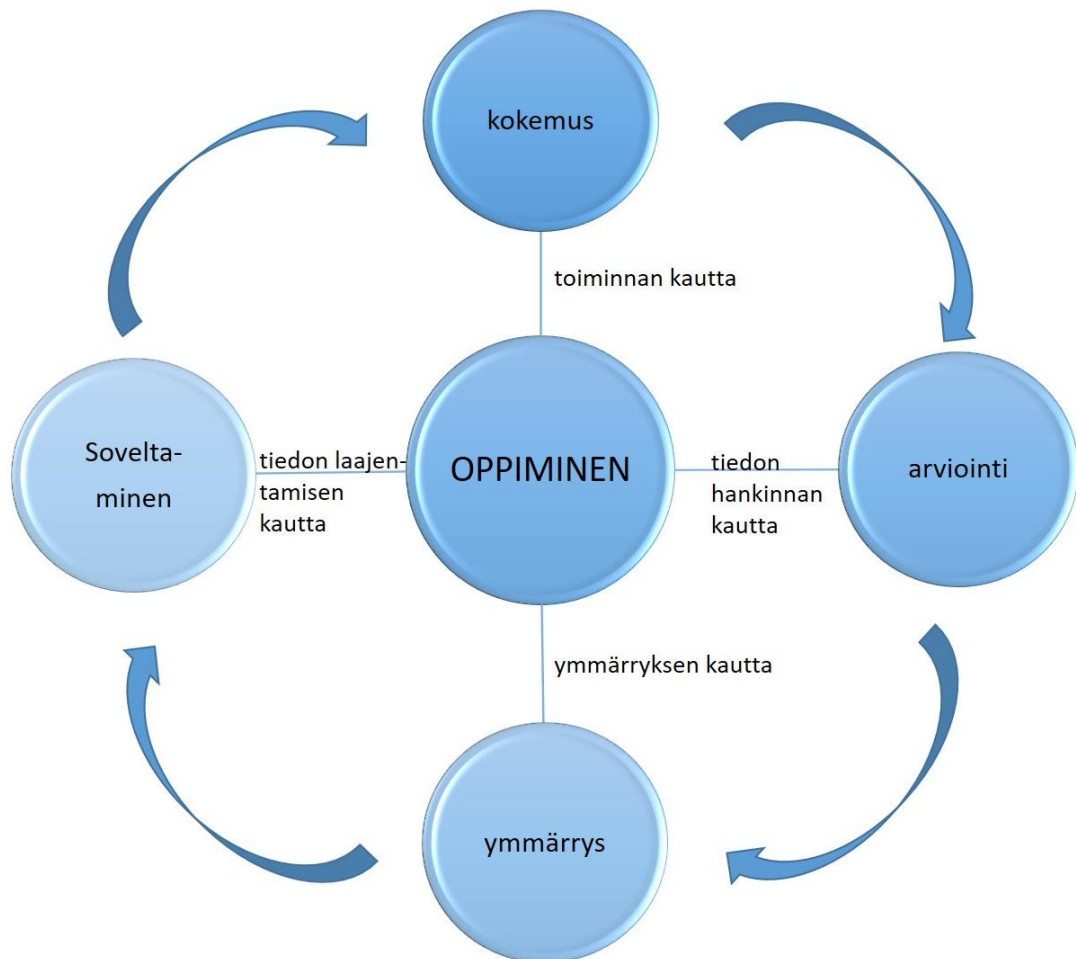 kokemus
toiminnan kautta
Sovelta-
minen
tiedon laajen-
tamisen
kautta
OPPIMINEN
tiedon
hankinnan
kautta
arviointi
ymmärryksen kautta
ymmärrys